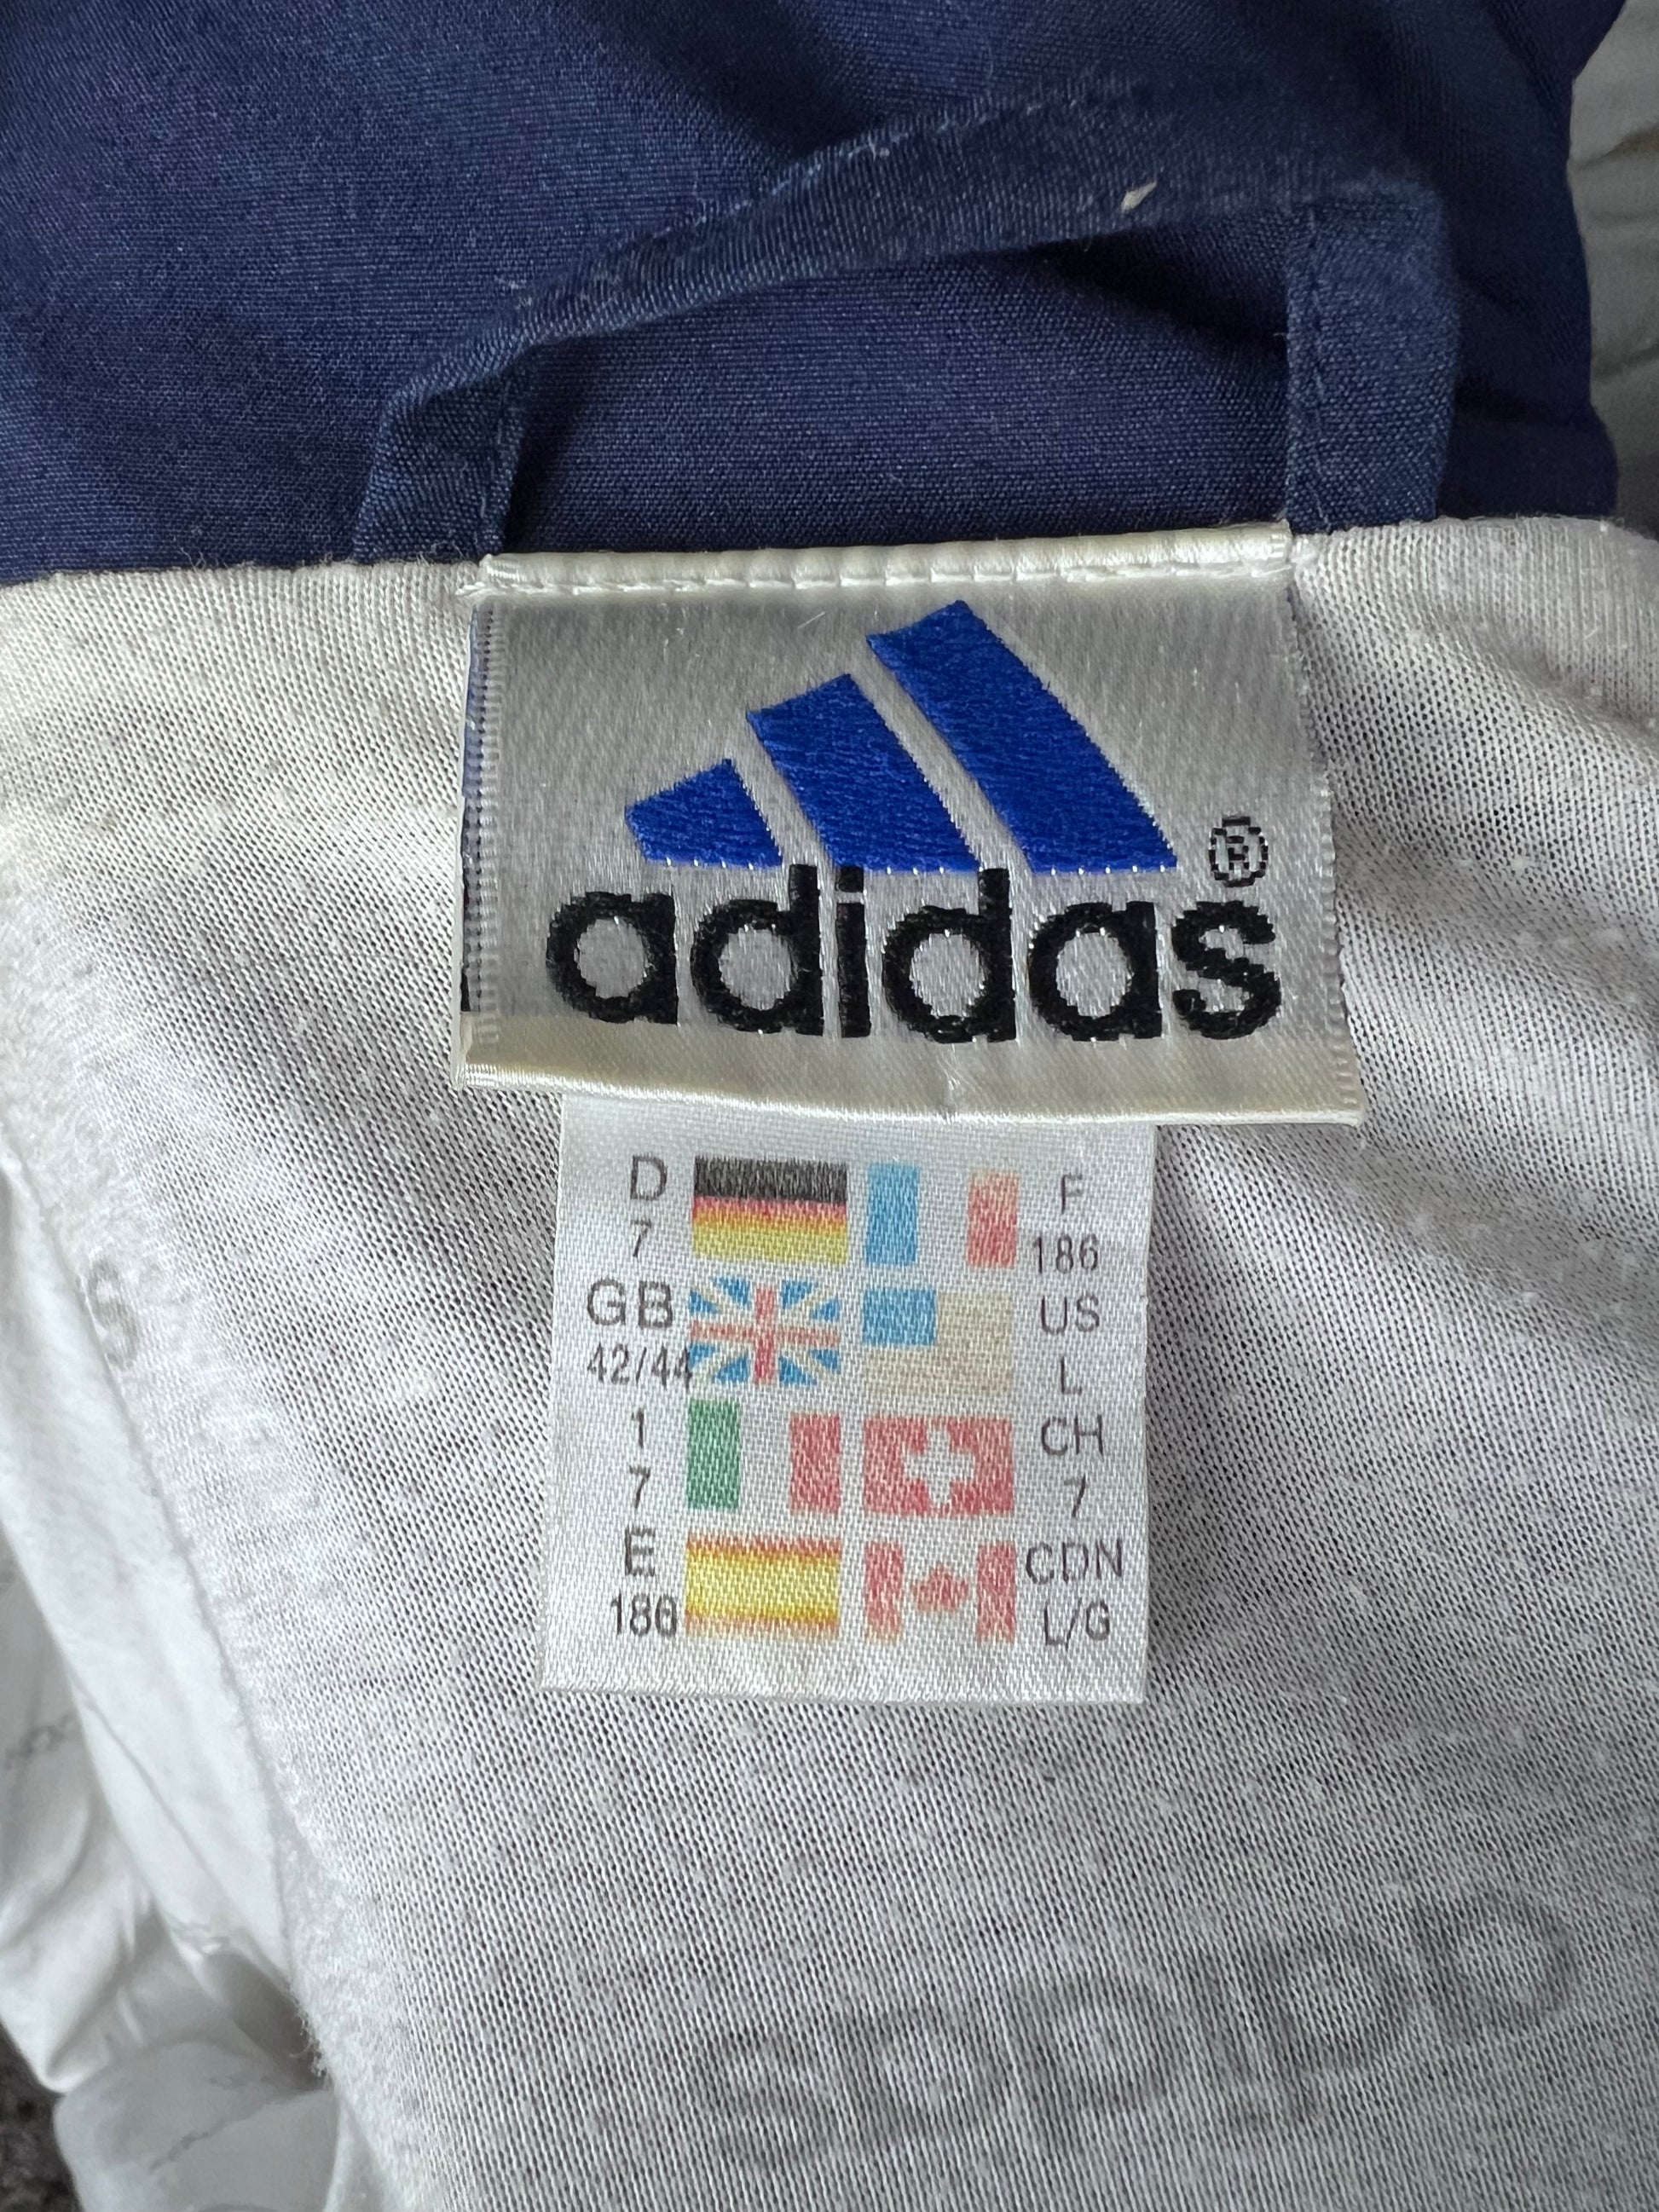 adidas ®
D F
7 186
GB US
42/44 L
I CH
7 7
E CDN
186 L/G